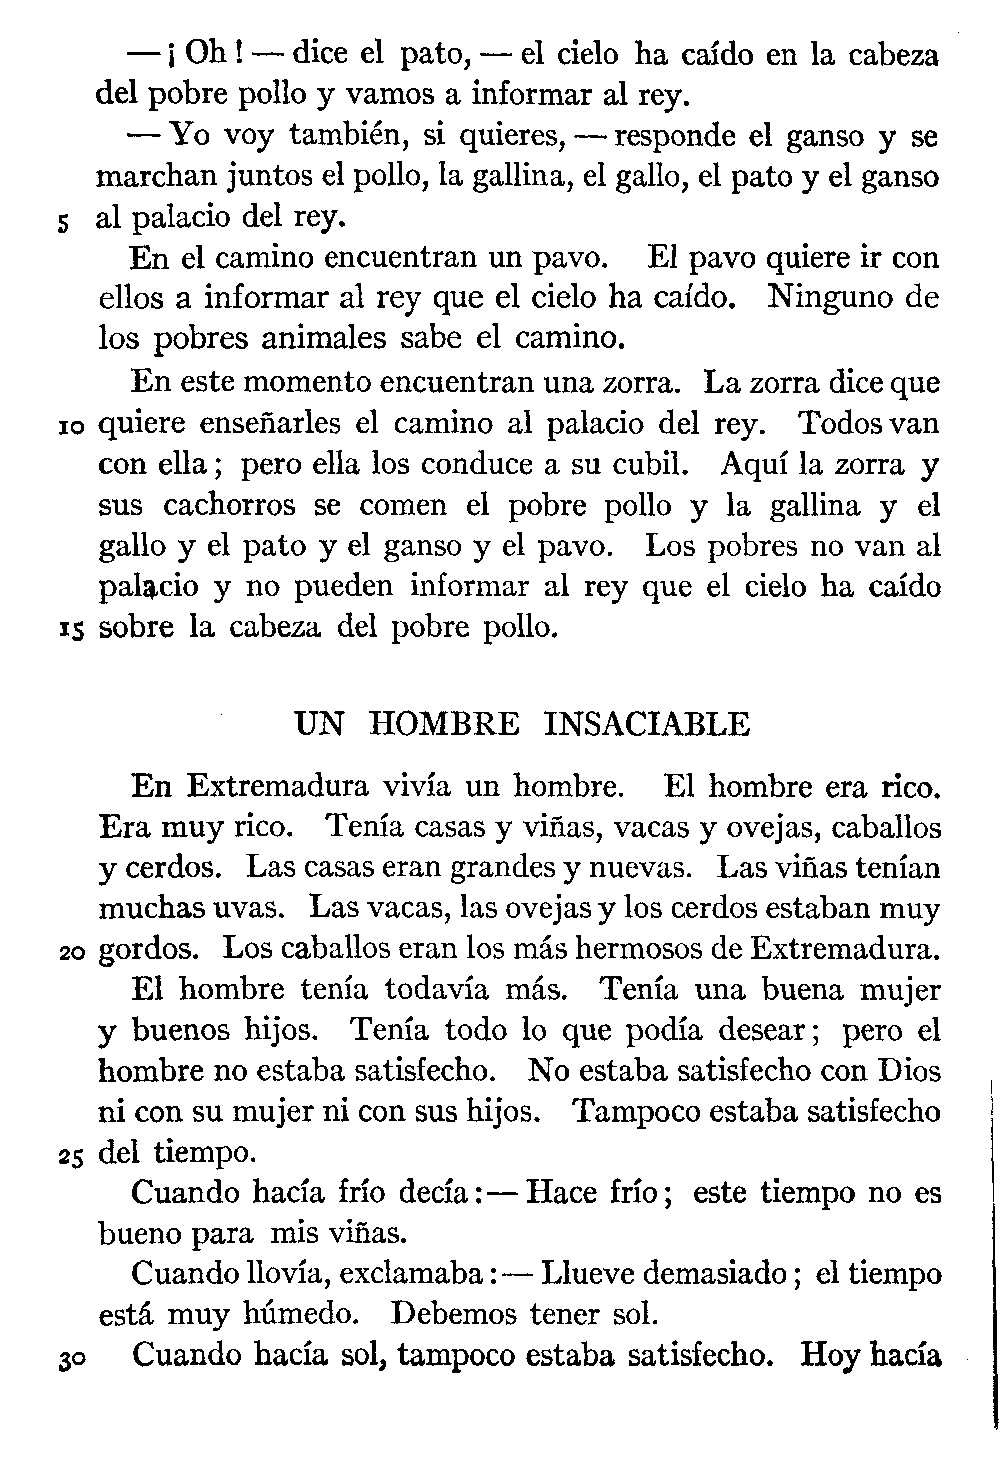 — ¡ Oh ! — dice el pato, — el cielo ha caído en la cabeza
del pobre pollo y vamos a informar al rey.
— Yo voy también, si quieres, — responde el ganso y se
marchan juntos el pollo, la gallina, el gallo, el pato y el ganso
5 al palacio del rey.
En el camino encuentran un pavo. El pavo quiere ir con
ellos a informar al rey que el cielo ha caído. Ninguno de
los pobres animales sabe el camino.
En este momento encuentran una zorra. La zorra dice que
10 quiere enseñarles el camino al palacio del rey. Todos van
con ella ; pero ella los conduce a su cubil. Aquí la zorra y
sus cachorros se comen el pobre pollo y la gallina y el
gallo y el pato y el ganso y el pavo. Los pobres no van al
palacio y no pueden informar al rey que el cielo ha caído
15 sobre la cabeza del pobre pollo.
UN HOMBRE INSACIABLE
En Extremadura vivía un hombre. El hombre era rico.
Era muy rico. Tenía casas y viñas, vacas y ovejas, caballos
y cerdos. Las casas eran grandes y nuevas. Las viñas tenían
muchas uvas. Las vacas, las ovejas y los cerdos estaban muy
20 gordos. Los caballos eran los más hermosos de Extremadura.
El hombre tenía todavía más. Tenía una buena mujer
y buenos hijos. Tenía todo lo que podía desear ; pero el
hombre no estaba satisfecho. No estaba satisfecho con Dios
ni con su mujer ni con sus hijos. Tampoco estaba satisfecho
25 del tiempo.
Cuando hacía frío decía : — Hace frío ; este tiempo no es
bueno para mis viñas.
Cuando llovía, exclamaba : — Llueve demasiado ; el tiempo
está muy húmedo. Debemos tener sol.
30 Cuando hacía sol, tampoco estaba satisfecho. Hoy hacía